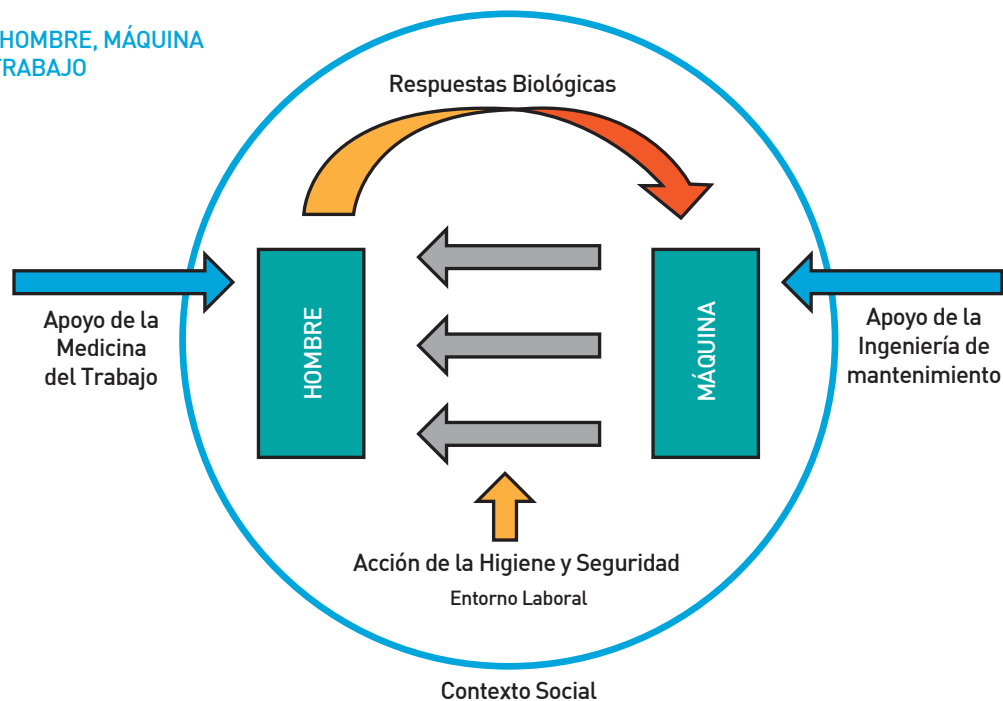 HOMBRE, MÁQUINA
TRABAJO
Respuestas Biológicas
Apoyo de la
Medicina
del Trabajo
HOMBRE
MÁQUINA
Apoyo de la
Ingeniería de
mantenimiento
Acción de la Higiene y Seguridad
Entorno Laboral
Contexto Social